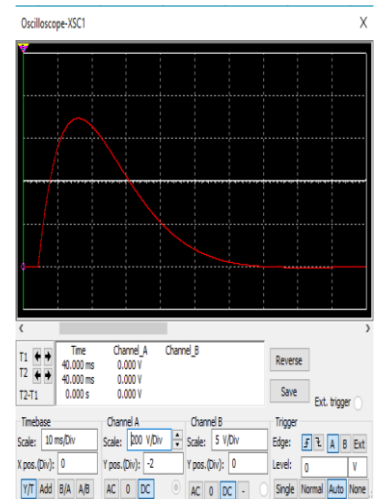 Oscilloscope-XSC1 X
Time Channel_A Channel_B
T1 40.000 ms 0.000 V
T2 40.000 ms 0.000 V
T2-T1 0.000 s 0.000 V
Reverse
Save
Ext. trigger
Timebase Channel A Channel B Trigger
Scale: 10 ms/Div Scale: 200 V/Div Scale: 5 V/Div Edge: A B Ext
X pos.(Div): 0 Y pos.(Div): -2 Y pos.(Div): 0 Level: 0 V
Y/T Add B/A A/B AC 0 DC AC 0 DC - Single Normal Auto None